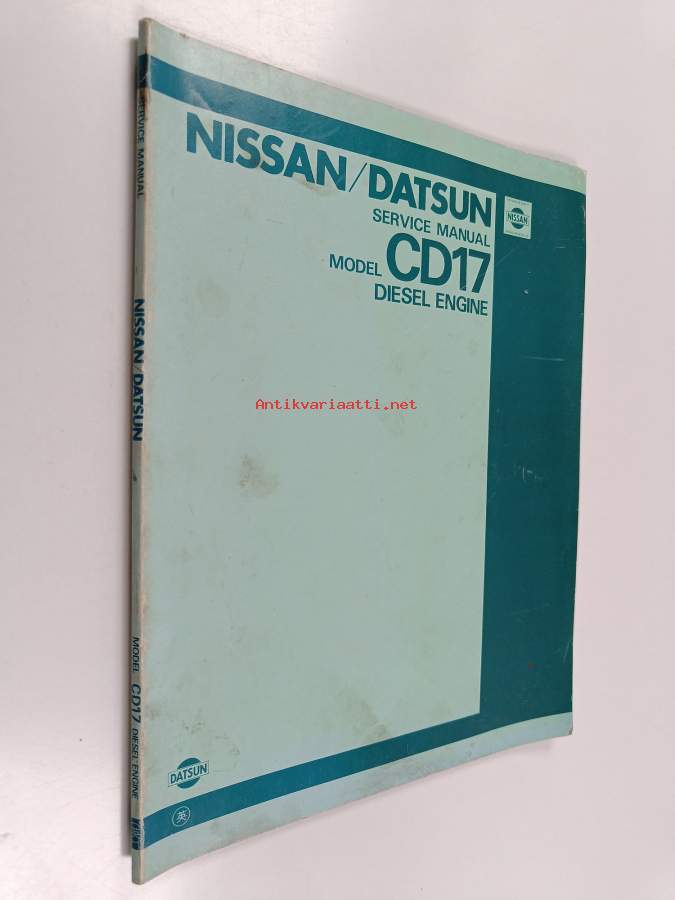 NISSAN/DATSUN
SERVICE MANUAL
MODEL CD17
DIESEL ENGINE
NISSAN
Antikvariaatti.net
DATSUN
英
SERVICE MANUAL
NISSAN/DATSUN
MODEL CD17 DIESEL ENGINE